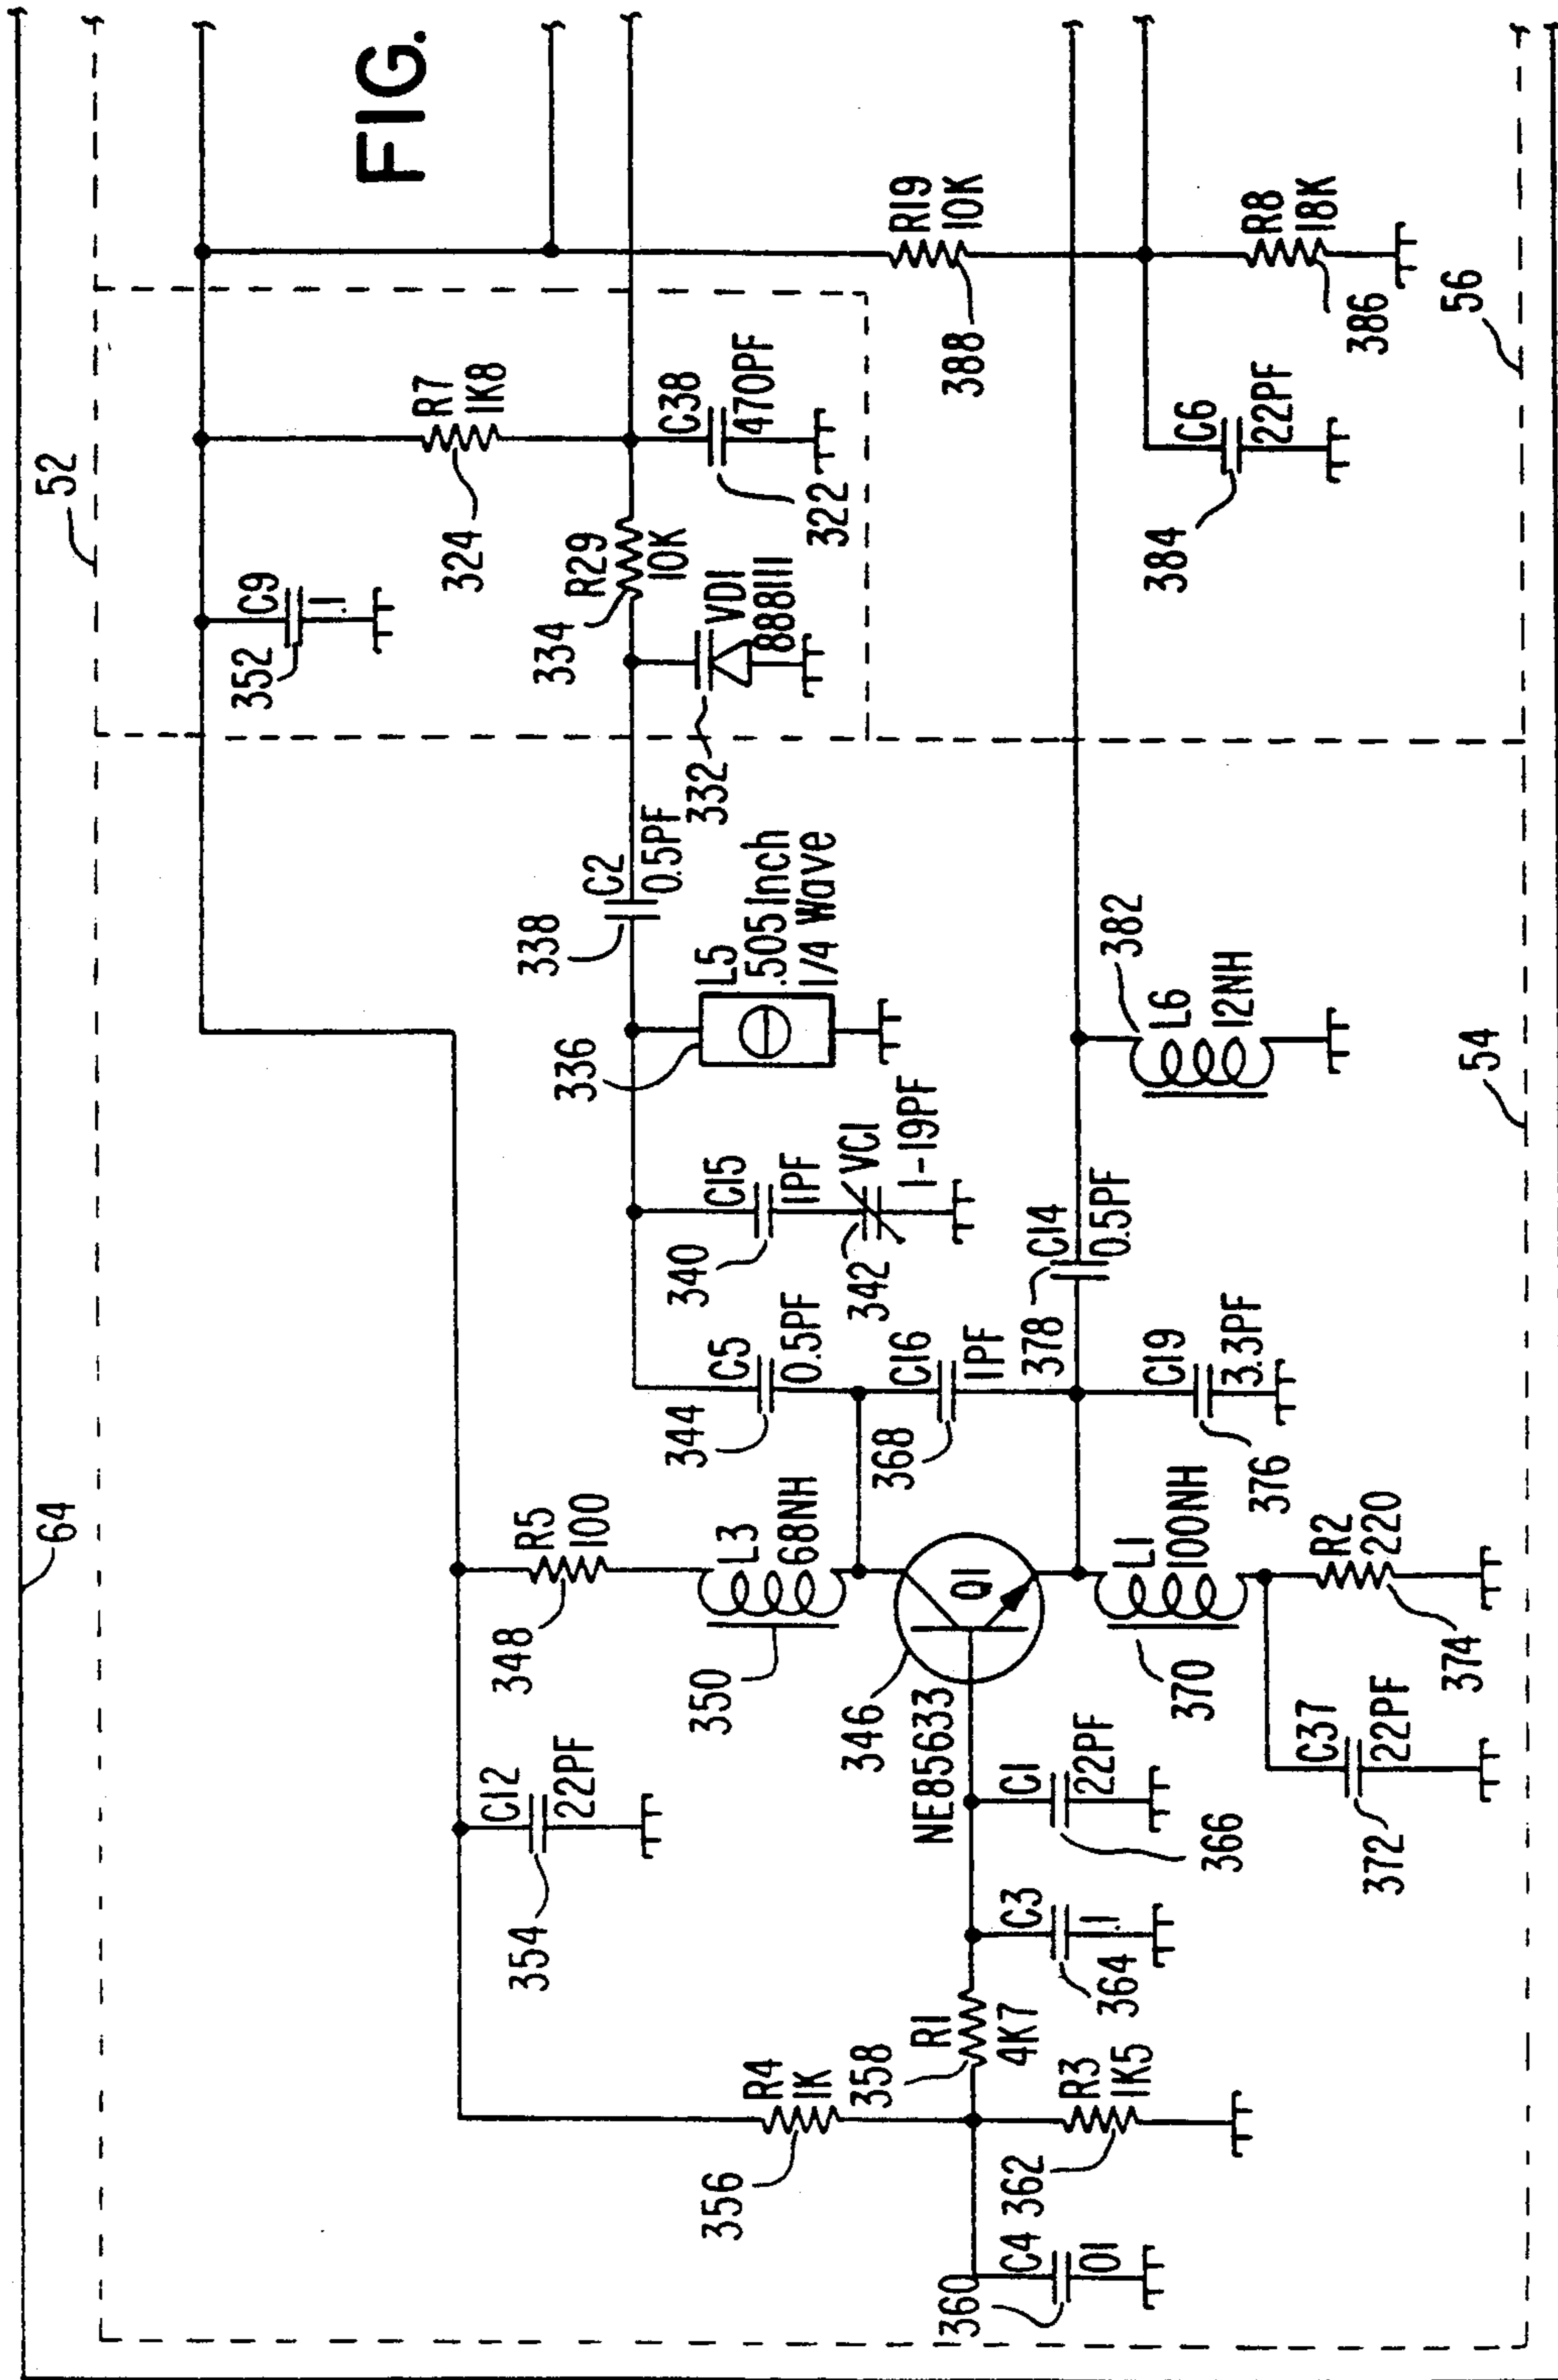 64
52
FIG.
C9
.1
352
R7
1K8
324
R29
10K
334
VD1
888111
332
C38
470PF
322
R19
10K
388
R8
18K
386
56
C6
22PF
384
C2
0.5PF
338
L5
.505 Inch
1/4 Wave
336
C15
1PF
340
VC1
1-19PF
342
C5
0.5PF
344
C16
1PF
368
C14
0.5PF
378
L6
12NH
382
54
C19
3.3PF
376
R5
100
348
L3
68NH
350
Q1
346
NE85633
L1
100NH
370
R2
220
374
C37
22PF
372
C12
22PF
354
C1
22PF
366
C3
.1
364
R1
4K7
358
R4
1K
356
R3
1K5
362
C4
01
360